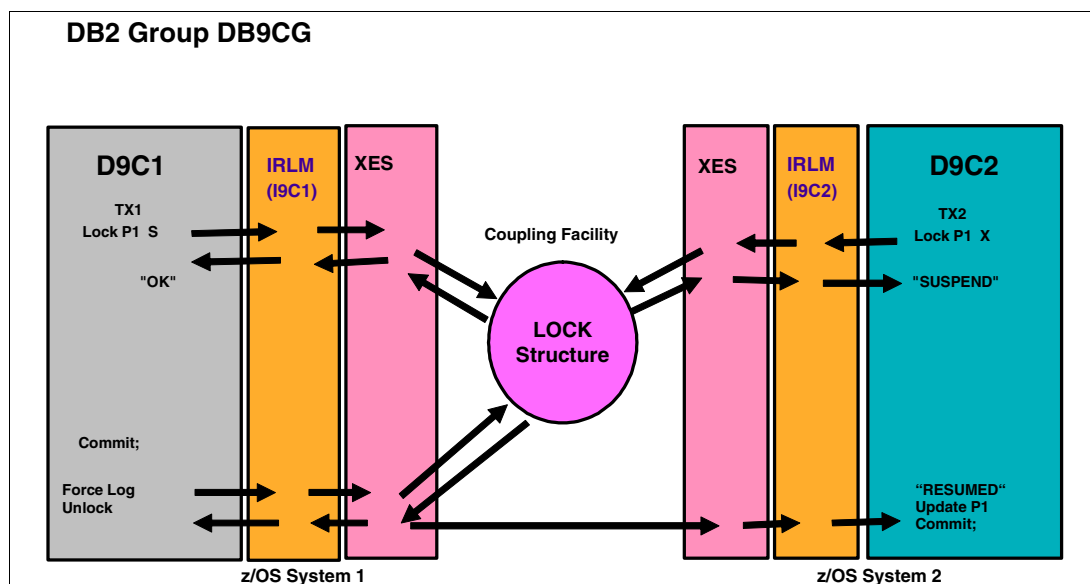 DB2 Group DB9CG
D9C1
IRLM
(I9C1)
XES
TX1
Lock P1 S
"OK"
Commit;
Force Log
Unlock
z/OS System 1
Coupling Facility
LOCK
Structure
XES
IRLM
(I9C2)
D9C2
TX2
Lock P1 X
"SUSPEND"
“RESUMED“
Update P1
Commit;
z/OS System 2